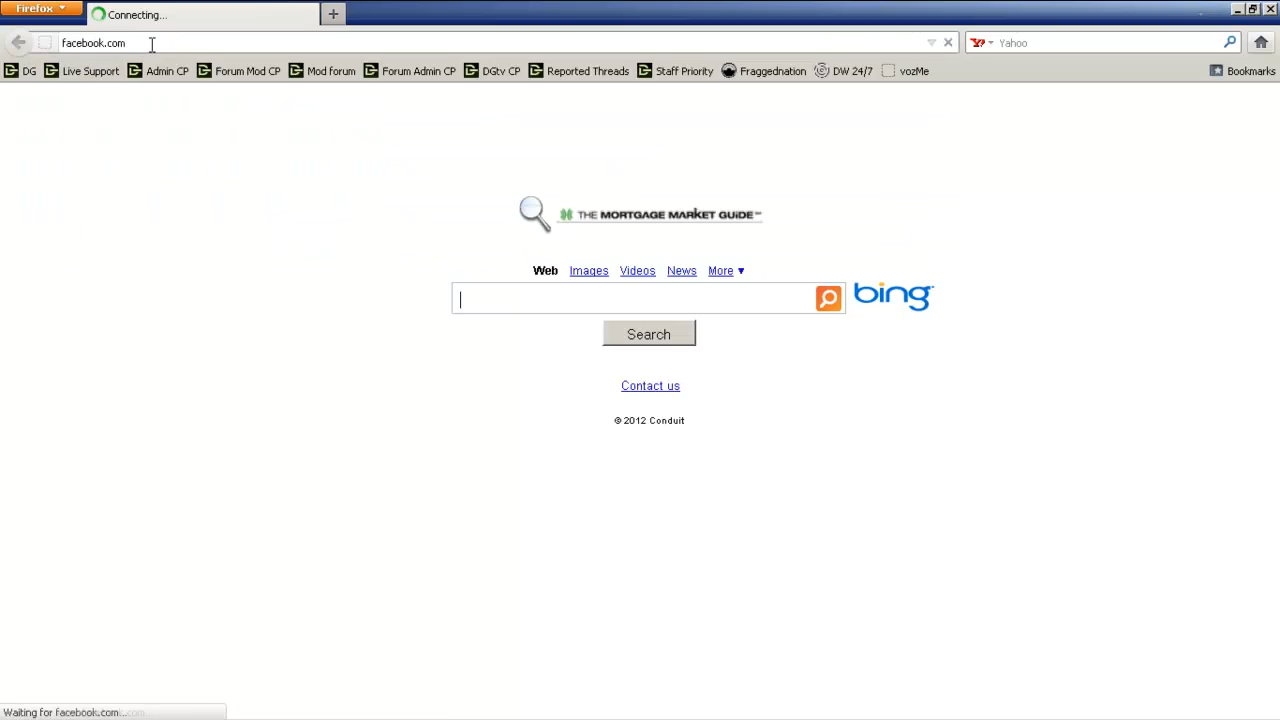 Firefox
Connecting...
facebook.com
Yahoo
DG Live Support Admin CP Forum Mod CP Mod forum Forum Admin CP DGtv CP Reported Threads Staff Priority Fraggednation DW 24/7 vozMe Bookmarks
THE MORTGAGE MARKET GUIDE
Web Images Videos News More ▼
bing
Search
Contact us
© 2012 Conduit
Waiting for facebook.com...